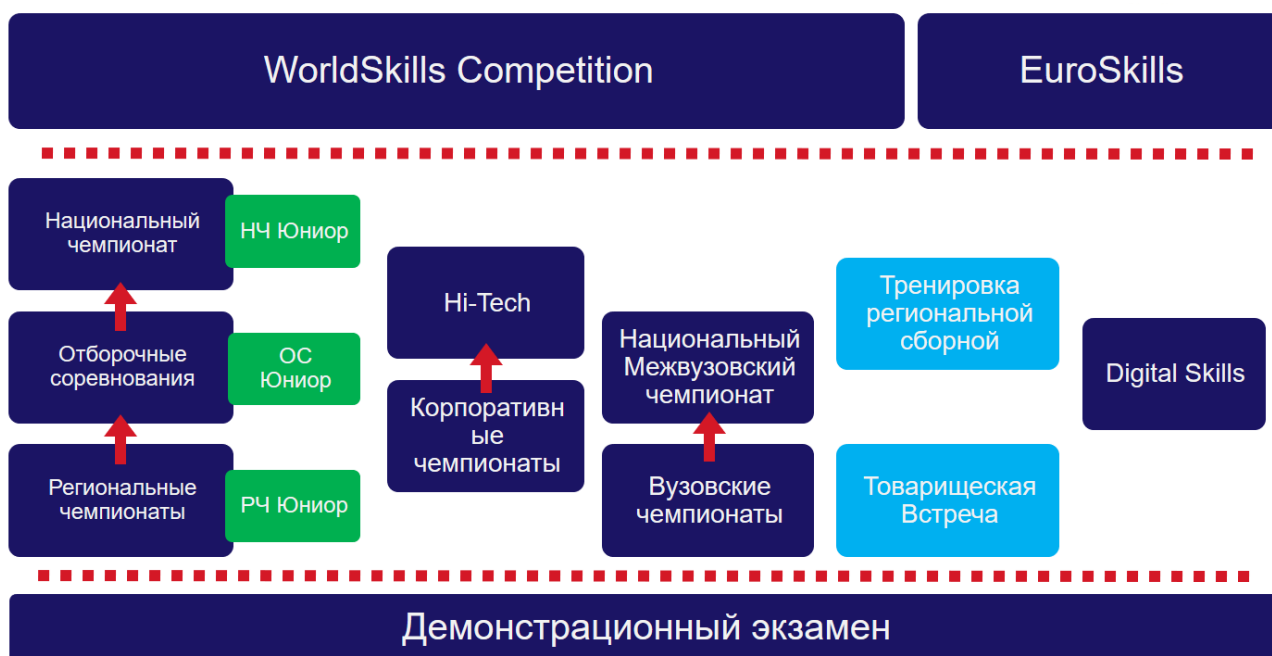 WorldSkills Competition
EuroSkills
Национальный
чемпионат
НЧ Юниор
Отборочные
соревнования
ОС
Юниор
Региональные
чемпионаты
РЧ Юниор
Hi-Tech
Корпоративн
ые
чемпионаты
Национальный
Межвузовский
чемпионат
Вузовские
чемпионаты
Тренировка
региональной
сборной
Товарищеская
Встреча
Digital Skills
Демонстрационный экзамен